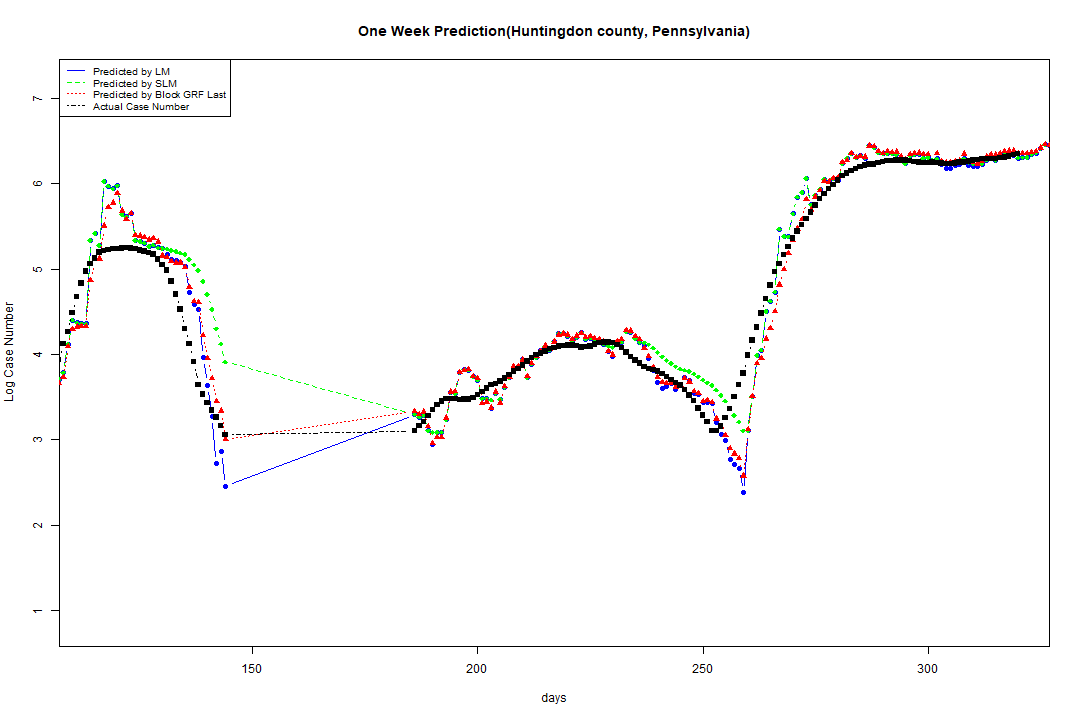 One Week Prediction(Huntingdon county, Pennsylvania)
Predicted by LM
Predicted by SLM
Predicted by Block GRF Last
Actual Case Number
7
6
5
4
3
2
1
Log Case Number
150 200 250 300
days